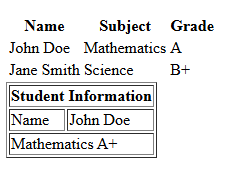 Name Subject Grade
John Doe Mathematics A
Jane Smith Science B+
Student Information
Name John Doe
Mathematics A+